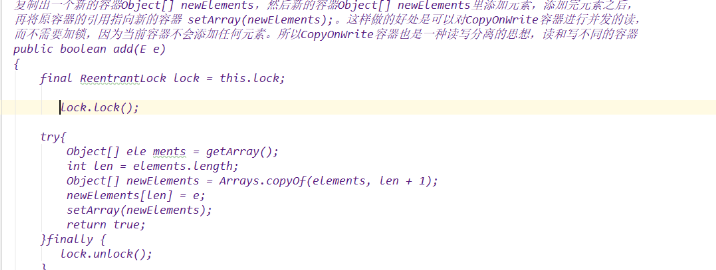 复制出一个新的容器Object[] newElements，然后新的容器Object[] newElements里添加元素，添加完元素之后，
再将原容器的引用指向新的容器 setArray(newElements);。这样做的好处是可以对CopyOnWrite容器进行并发的读，
而不需要加锁，因为当前容器不会添加任何元素。所以CopyOnWrite容器也是一种读写分离的思想，读和写不同的容器
public boolean add(E e)
{
final ReentrantLock lock = this.lock;
lock.lock();
try{
Object[] ele ments = getArray();
int len = elements.length;
Object[] newElements = Arrays.copyOf(elements, len + 1);
newElements[len] = e;
setArray(newElements);
return true;
}finally {
lock.unlock();
}